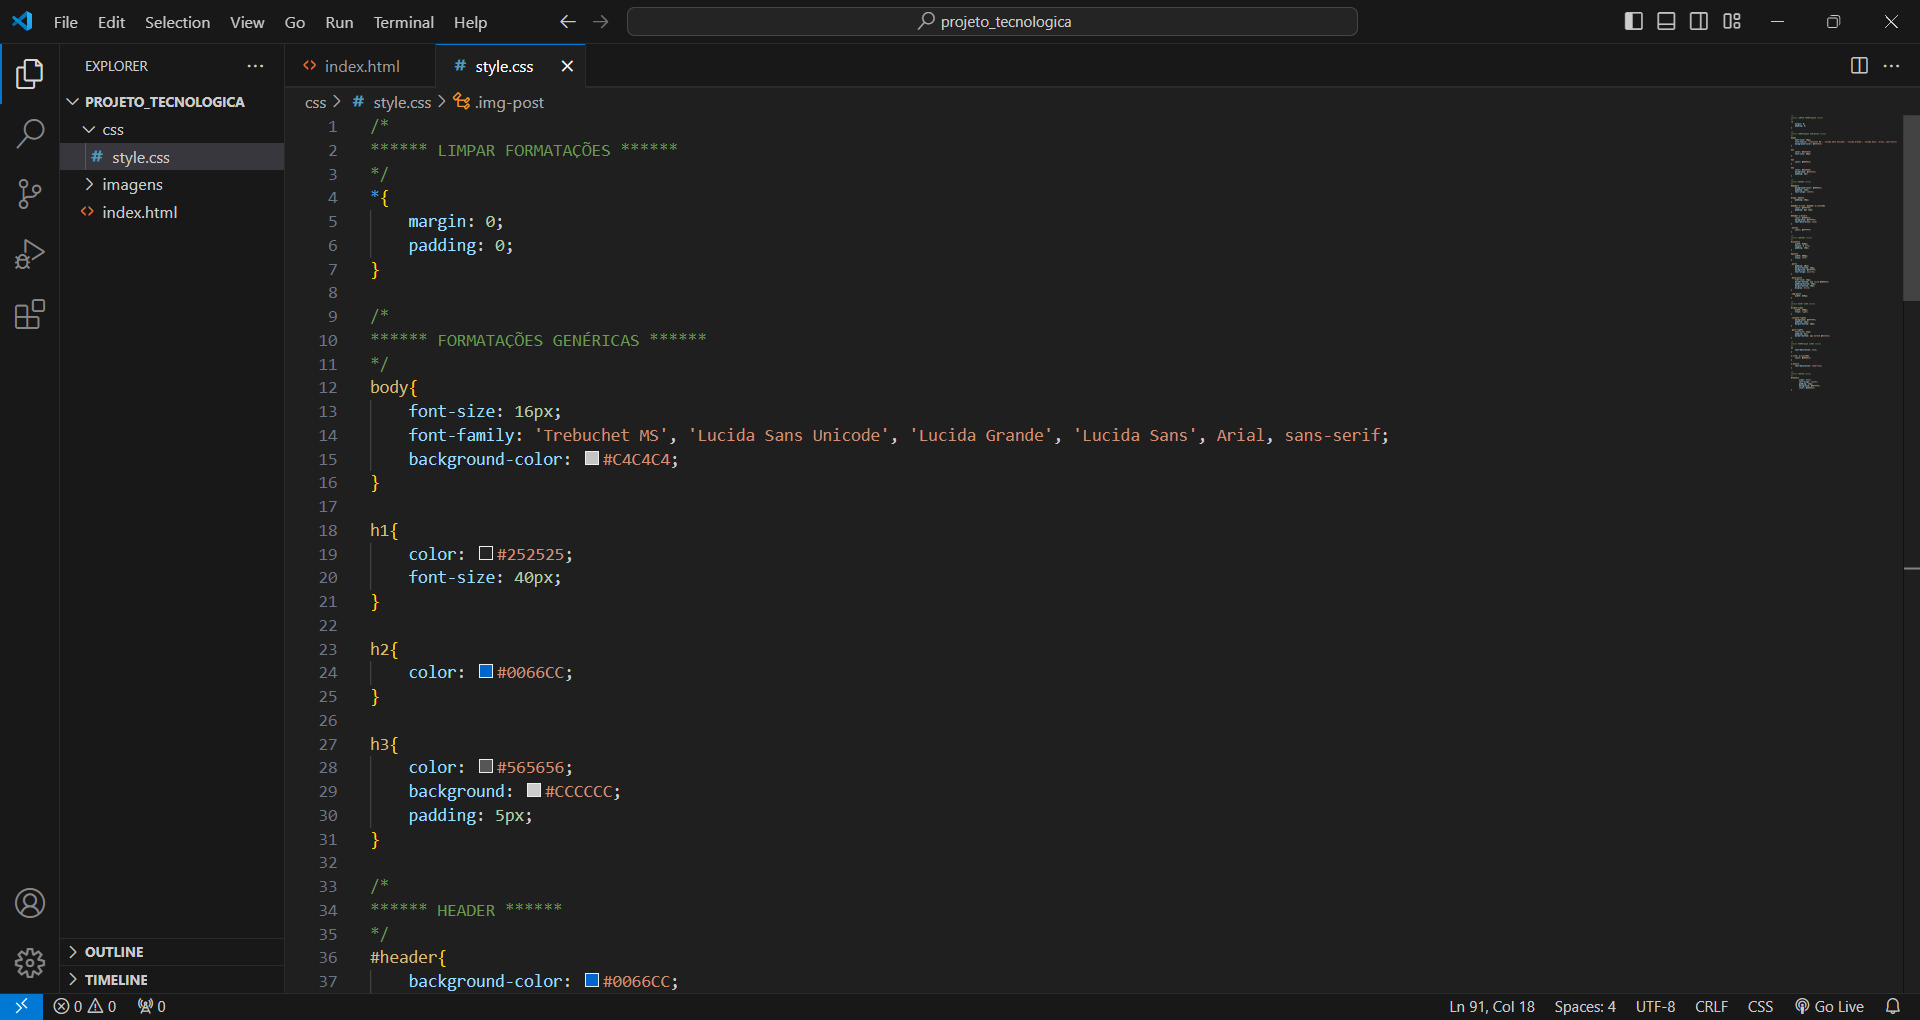 File Edit Selection View Go Run Terminal Help
projeto_tecnologica
EXPLORER
PROJETO_TECNOLOGICA
css
# style.css
imagens
index.html
OUTLINE
TIMELINE
index.html
# style.css
css > # style.css > .img-post
1 /*
2 ****** LIMPAR FORMATAÇÕES ******
3 */
4 *{
5 margin: 0;
6 padding: 0;
7 }
8
9 /*
10 ****** FORMATAÇÕES GENÉRICAS ******
11 */
12 body{
13 font-size: 16px;
14 font-family: 'Trebuchet MS', 'Lucida Sans Unicode', 'Lucida Grande', 'Lucida Sans', Arial, sans-serif;
15 background-color: #C4C4C4;
16 }
17
18 h1{
19 color: #252525;
20 font-size: 40px;
21 }
22
23 h2{
24 color: #0066CC;
25 }
26
27 h3{
28 color: #565656;
29 background: #CCCCCC;
30 padding: 5px;
31 }
32
33 /*
34 ****** HEADER ******
35 */
36 #header{
37 background-color: #0066CC;
0 0 0
Ln 91, Col 18 Spaces: 4 UTF-8 CRLF CSS Go Live